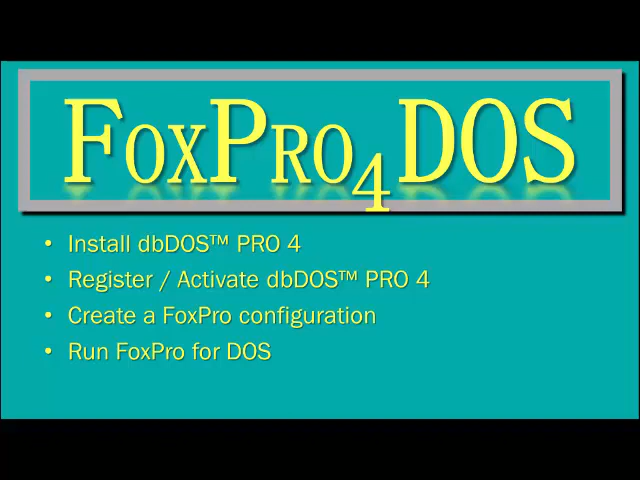 FoxPro4DOS
• Install dbDOS™ PRO 4
• Register / Activate dbDOS™ PRO 4
• Create a FoxPro configuration
• Run FoxPro for DOS